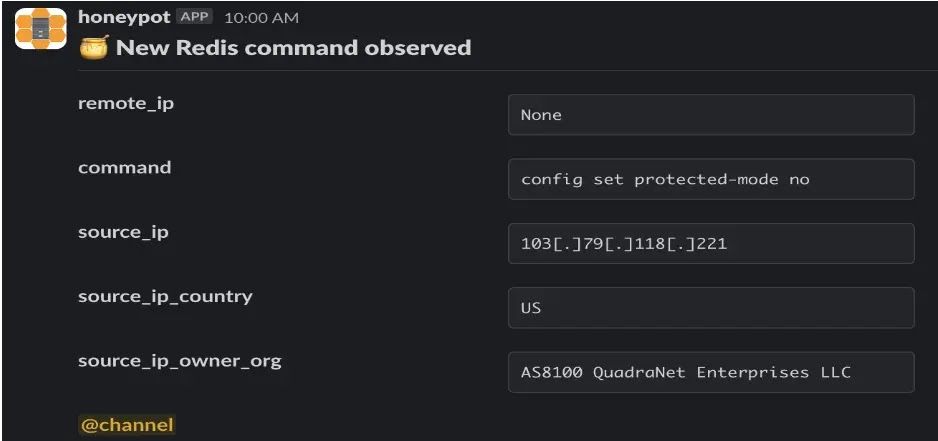 honeypot APP 10:00 AM
New Redis command observed
remote_ip
None
command
config set protected-mode no
source_ip
103[.]79[.]118[.]221
source_ip_country
US
source_ip_owner_org
AS8100 QuadraNet Enterprises LLC
@channel